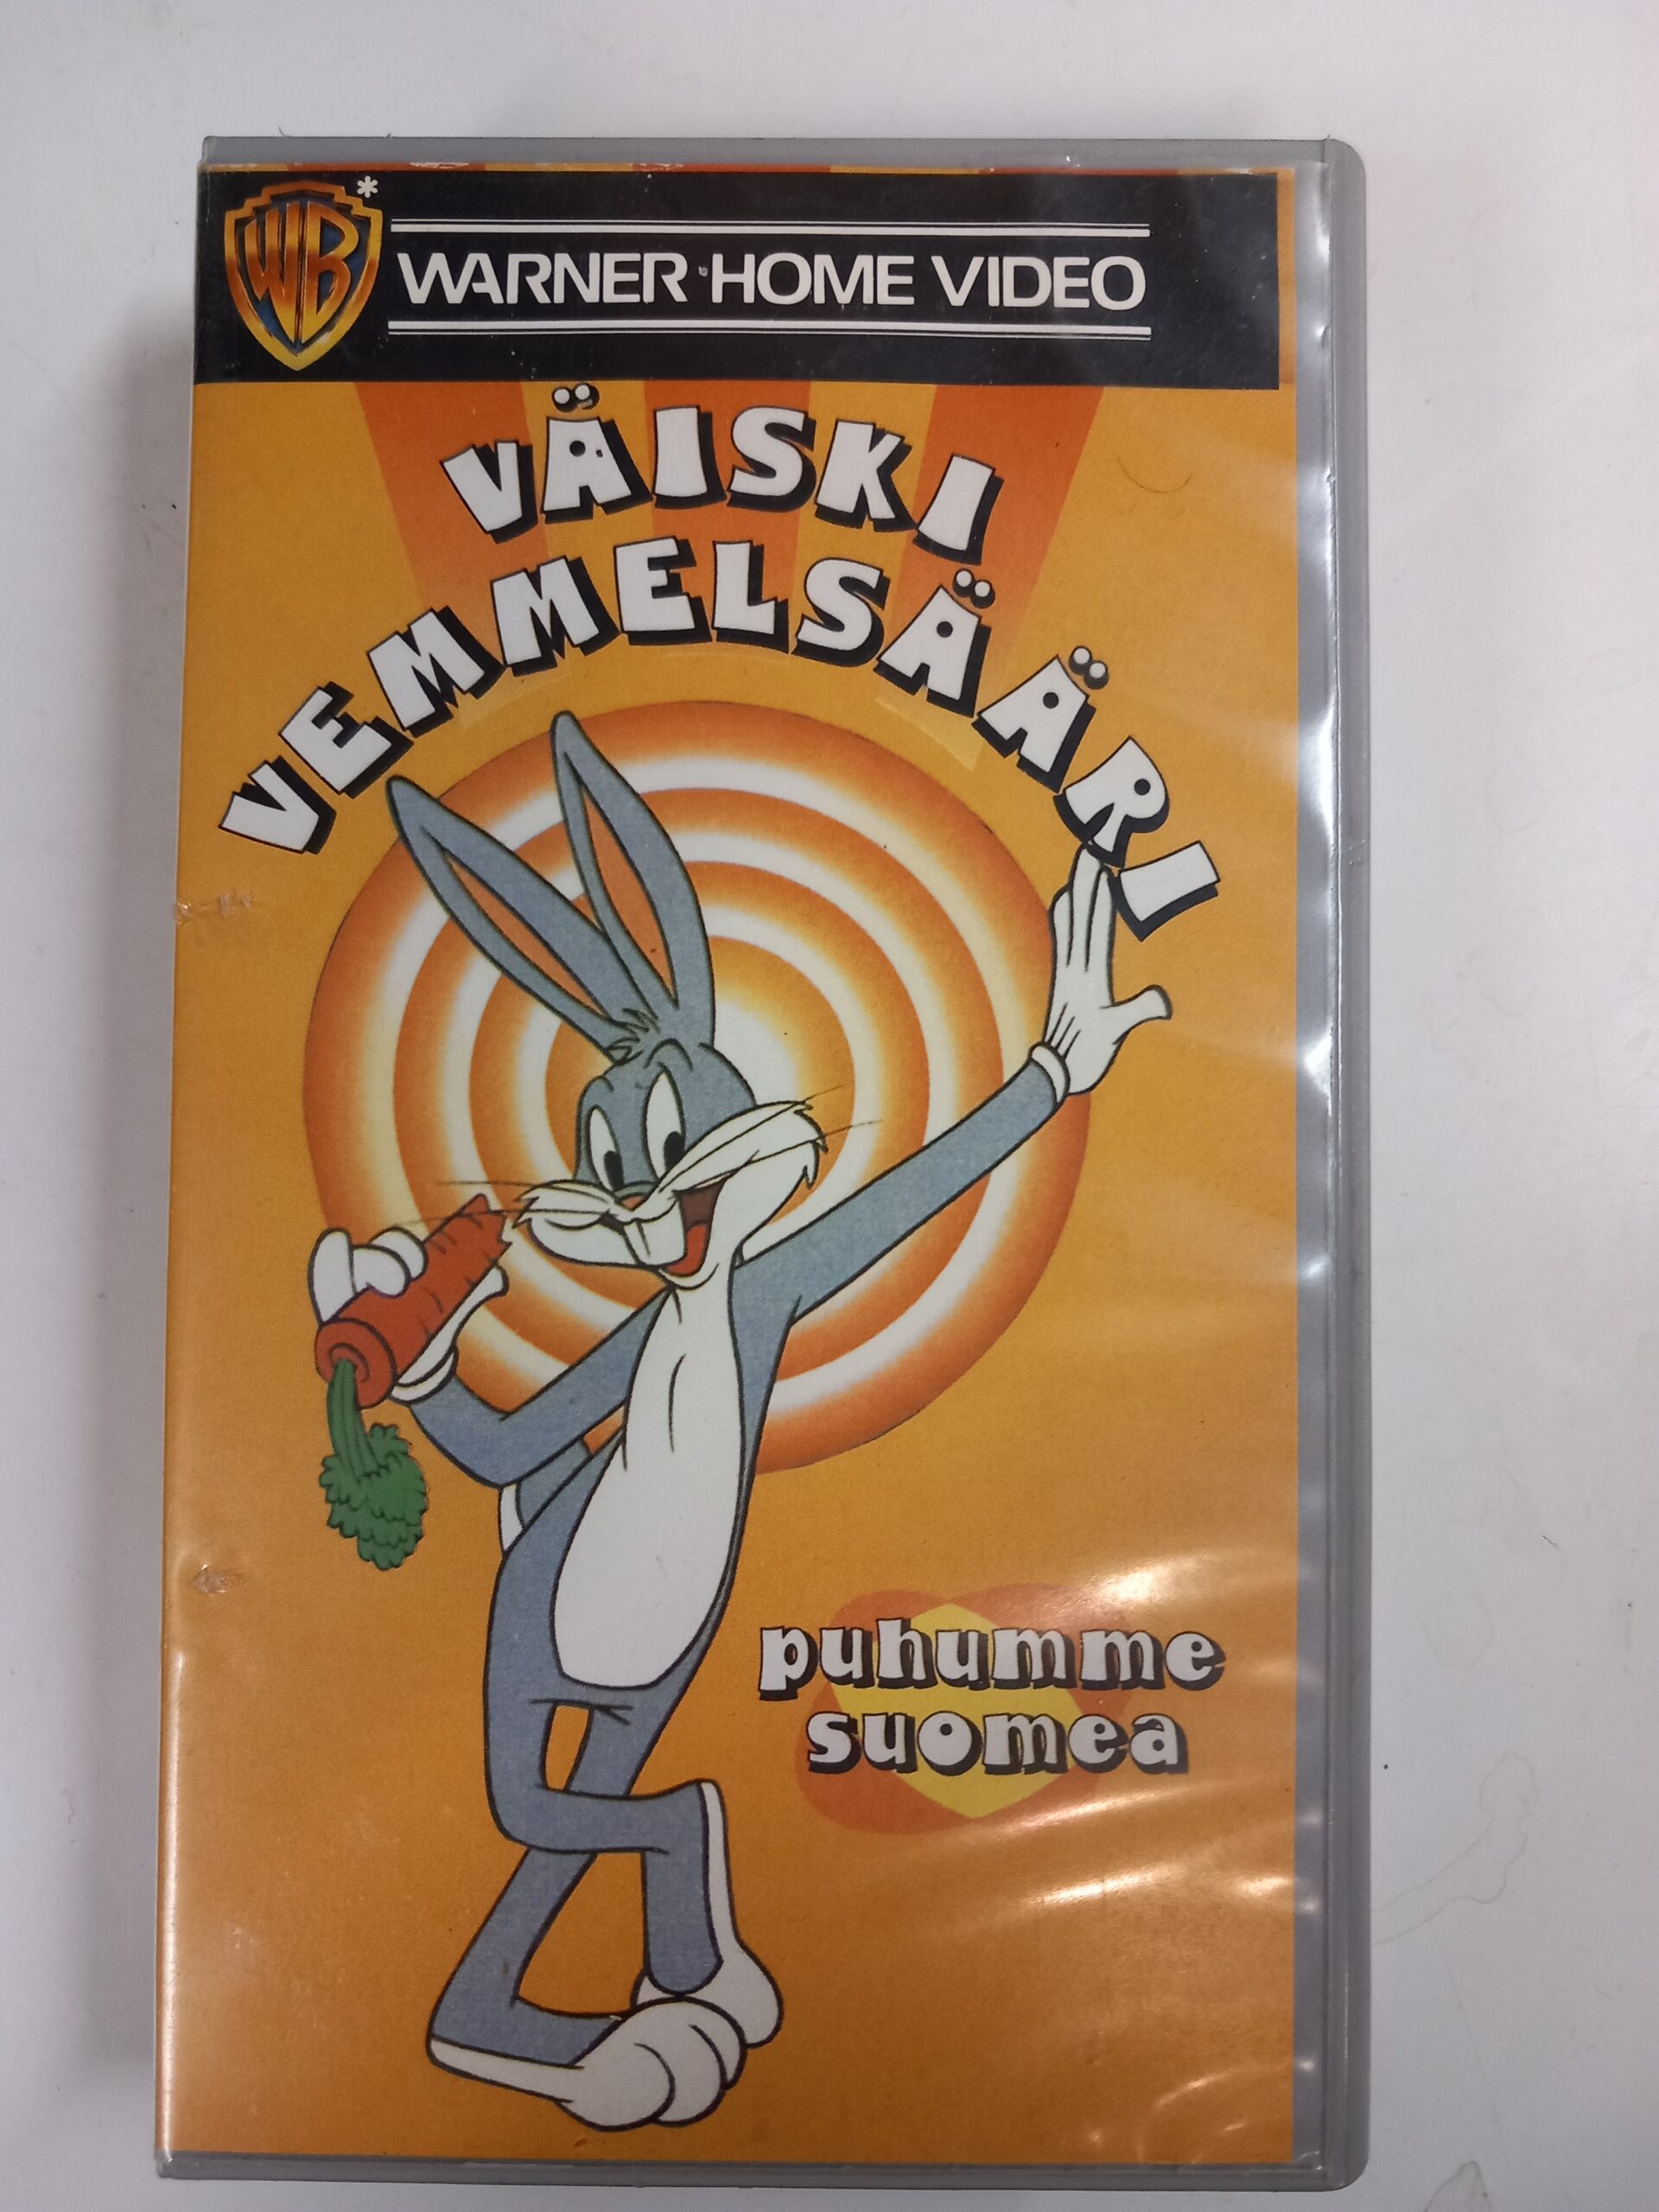 WB*
WARNER HOME VIDEO
VÄISKI
VEMMELSÄÄRI
puhumme
suomea